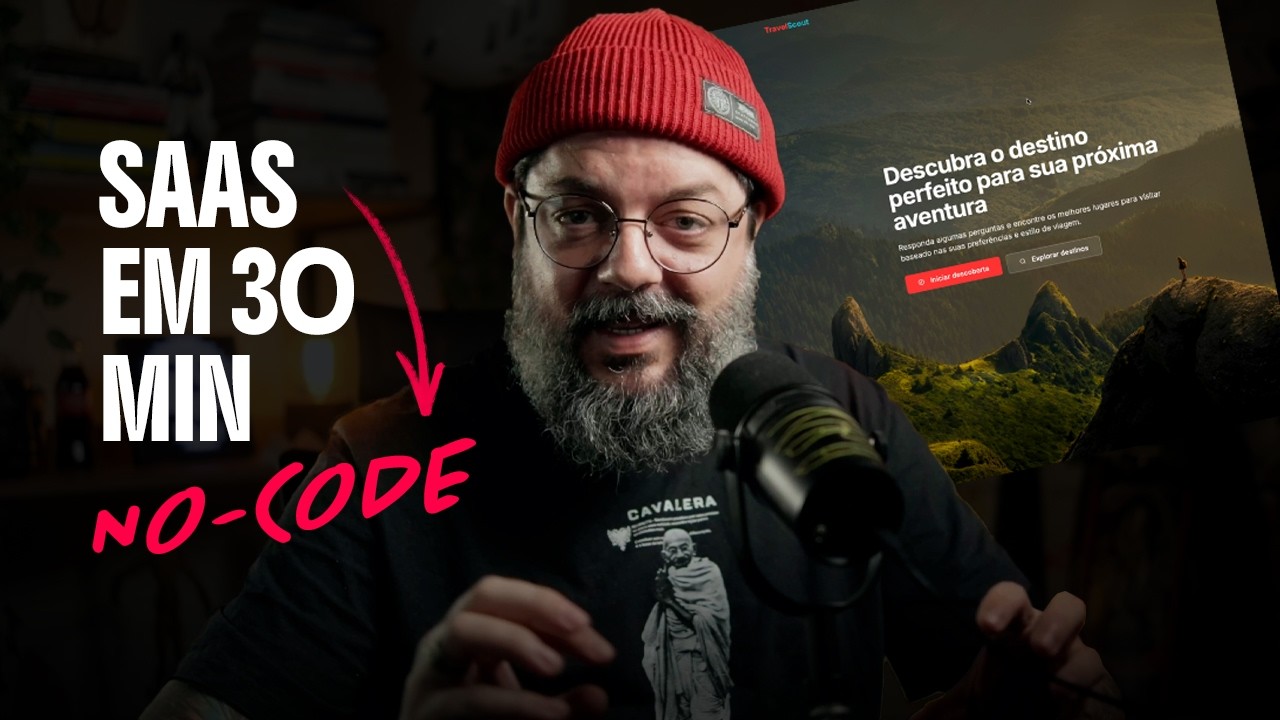 SAAS
EM 30
MIN
NO-CODE
TravelScout
Descubra o destino
perfeito para sua próxima
aventura
Responda algumas perguntas e encontre os melhores lugares para visitar
baseado nas suas preferências e estilo de viagem.
Iniciar descoberta
Explorar destinos
CAVALERA